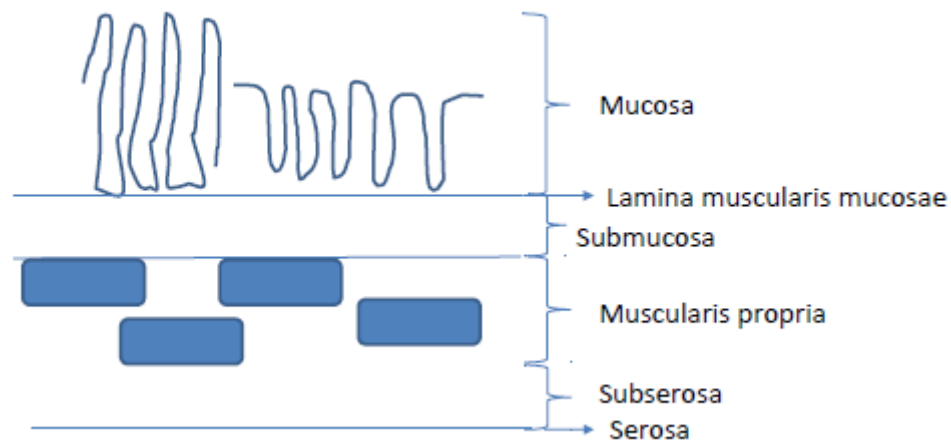 Mucosa
Lamina muscularis mucosae
Submucosa
Muscularis propria
Subserosa
Serosa